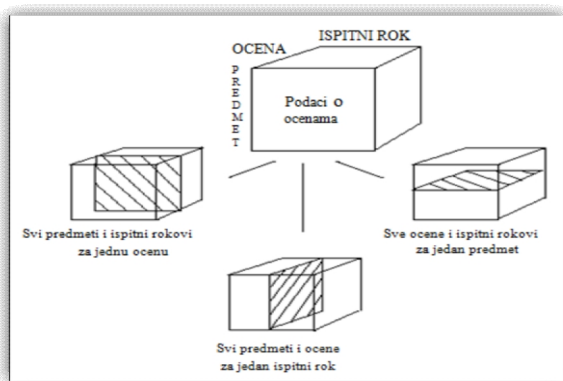 ISPITNI ROK
OCENA
PREDMET
Podaci o
ocenama
Svi predmeti i ispitni rokovi
za jednu ocenu
Sve ocene i ispitni rokovi
za jedan predmet
Svi predmeti i ocene
za jedan ispitni rok